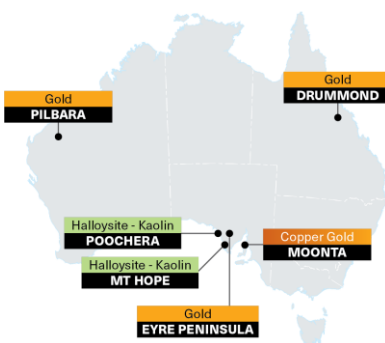 Gold
DRUMMOND
Gold
PILBARA
Halloysite - Kaolin
POOCHERA
Copper Gold
MOONTA
Halloysite - Kaolin
MT HOPE
Gold
EYRE PENINSULA